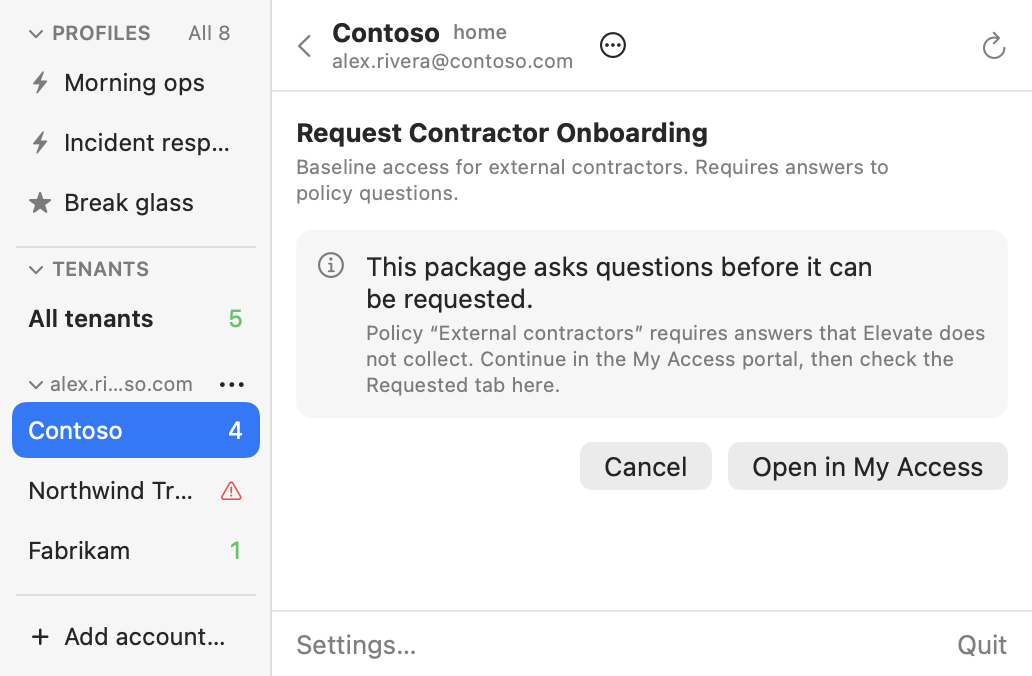 PROFILES All 8
Morning ops
Incident resp...
Break glass
TENANTS
All tenants 5
alex.ri...so.com
Contoso 4
Northwind Tr...
Fabrikam 1
+ Add account...
Contoso home
alex.rivera@contoso.com
Request Contractor Onboarding
Baseline access for external contractors. Requires answers to
policy questions.
This package asks questions before it can
be requested.
Policy “External contractors” requires answers that Elevate does
not collect. Continue in the My Access portal, then check the
Requested tab here.
Cancel Open in My Access
Settings... Quit